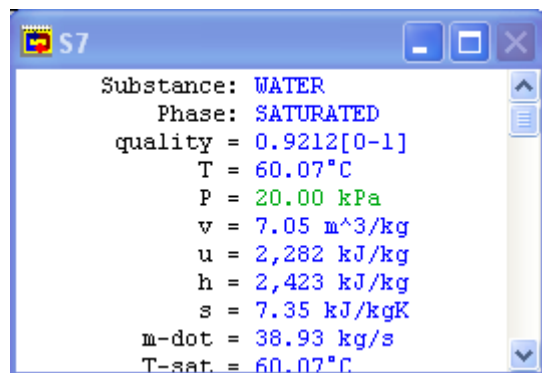 S7
Substance: WATER
Phase: SATURATED
quality = 0.9212[0-1]
T = 60.07°C
P = 20.00 kPa
v = 7.05 m^3/kg
u = 2,282 kJ/kg
h = 2,423 kJ/kg
s = 7.35 kJ/kgK
m-dot = 38.93 kg/s
T-sat = 60.07°C